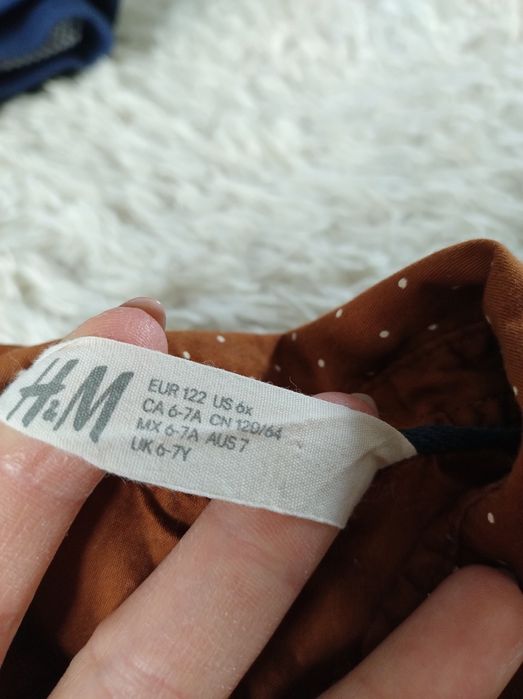 H&M
EUR 122 US 6x
CA 6-7A CN 120/64
MX 6-7A AUS 7
UK 6-7Y